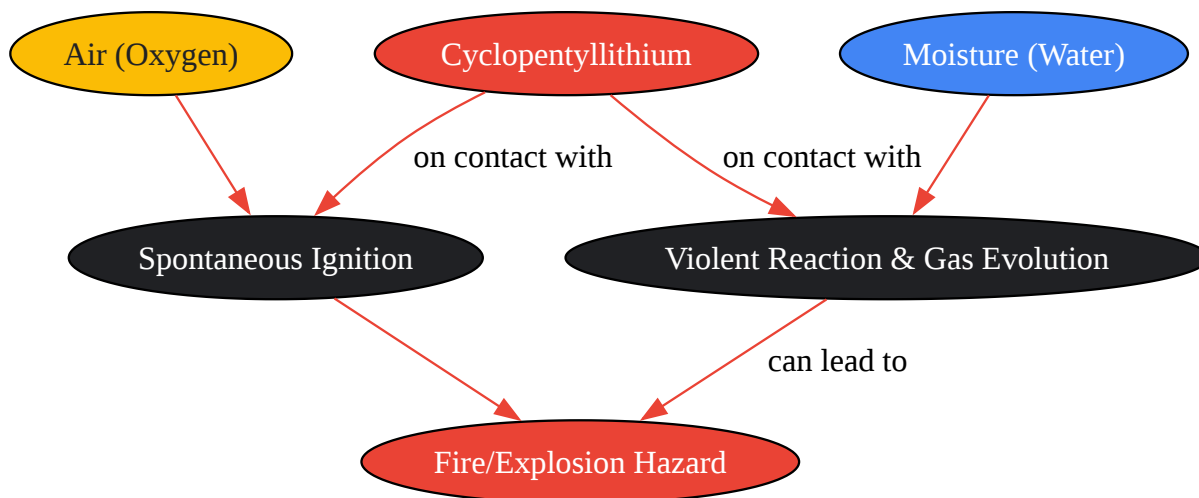 Air (Oxygen)
Cyclopentyllithium
Moisture (Water)
on contact with
on contact with
Spontaneous Ignition
Violent Reaction & Gas Evolution
can lead to
Fire/Explosion Hazard